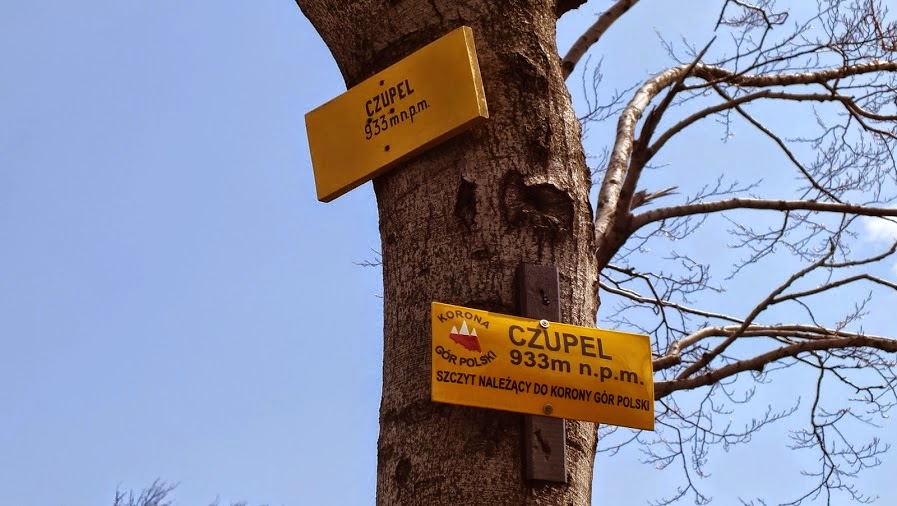 CZUPEL
933 m n.p.m.
KORONA
GÓR POLSKI
CZUPEL
933m n.p.m.
SZCZYT NALEŻĄCY DO KORONY GÓR POLSKI